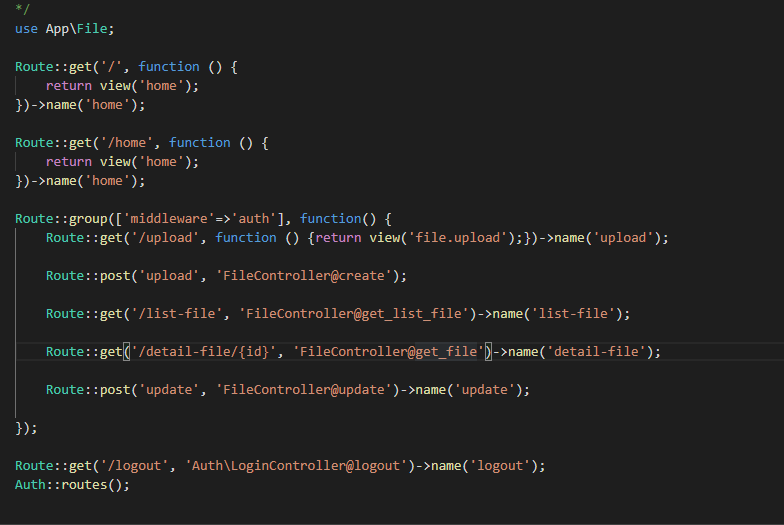 */
use App\File;
Route::get('/', function () {
return view('home');
})->name('home');
Route::get('/home', function () {
return view('home');
})->name('home');
Route::group(['middleware'=>'auth'], function() {
Route::get('/upload', function () {return view('file.upload');})->name('upload');
Route::post('upload', 'FileController@create');
Route::get('/list-file', 'FileController@get_list_file')->name('list-file');
Route::get('/detail-file/{id}', 'FileController@get_file')->name('detail-file');
Route::post('update', 'FileController@update')->name('update');
});
Route::get('/logout', 'Auth\LoginController@logout')->name('logout');
Auth::routes();